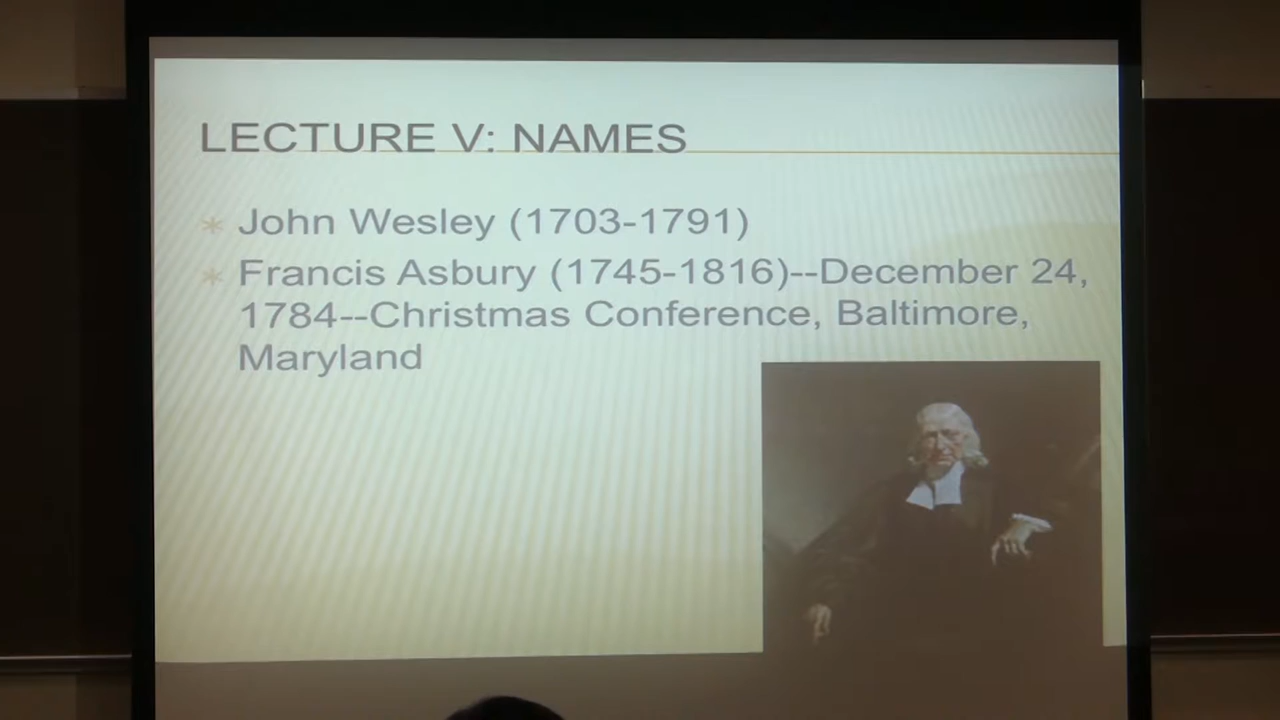 LECTURE V: NAMES
John Wesley (1703-1791)
Francis Asbury (1745-1816)--December 24,
1784--Christmas Conference, Baltimore,
Maryland